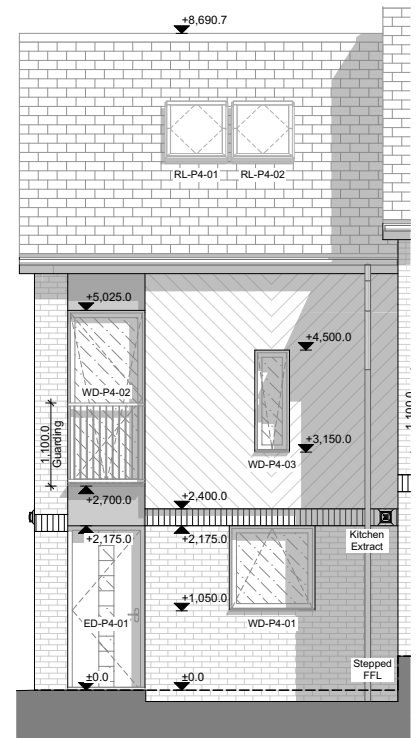 +8,690.7
RL-P4-01 RL-P4-02
+5,025.0
+4,500.0
WD-P4-02
1,100.0
Guarding
1,100.0
+3,150.0
WD-P4-03
+2,700.0
+2,400.0
+2,175.0
+2,175.0
Kitchen
Extract
+1,050.0
ED-P4-01
WD-P4-01
Stepped
FFL
±0.0
±0.0